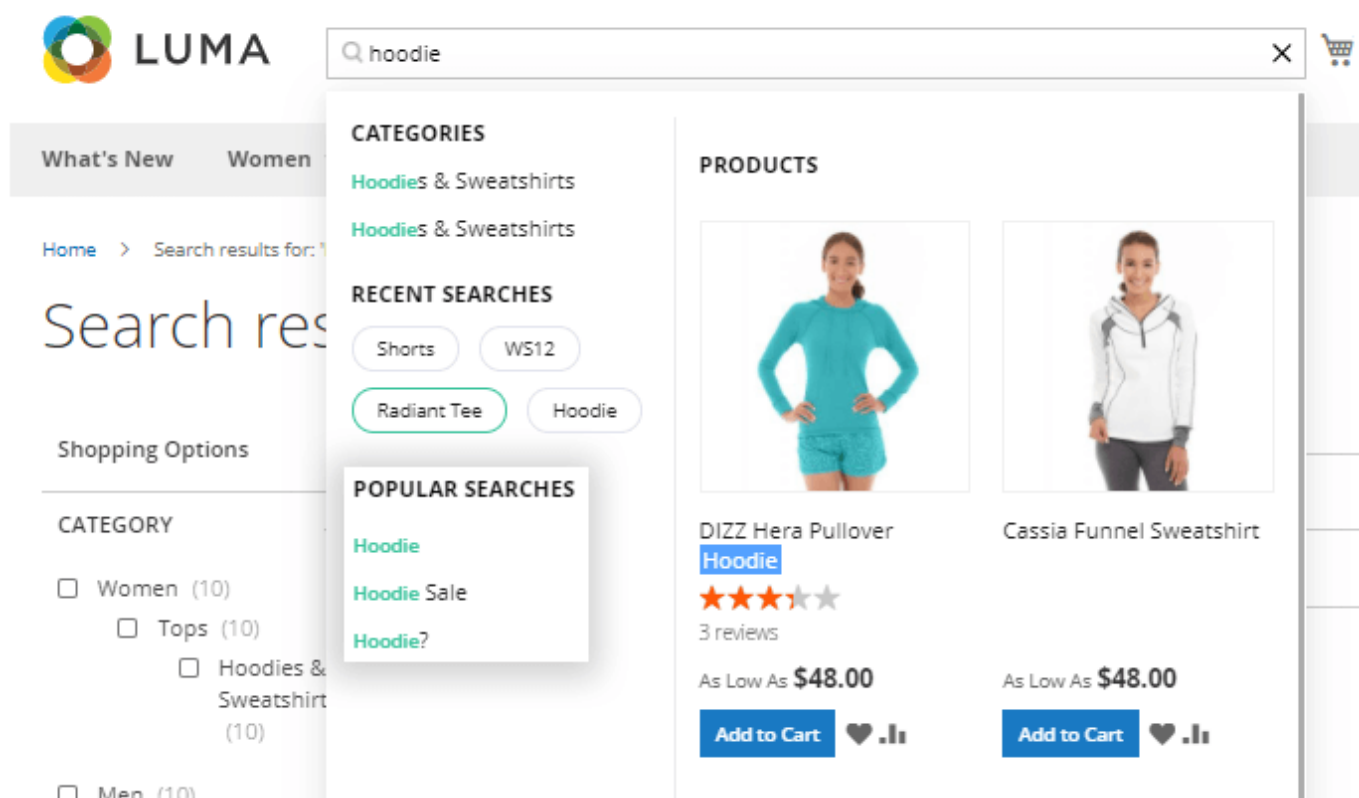 LUMA
hoodie
What's New
Women
Home > Search results for: '
Search res
Shopping Options
CATEGORY
Women (10)
Tops (10)
Hoodies &
Sweatshirt
(10)
Men (10)
CATEGORIES
Hoodies & Sweatshirts
Hoodies & Sweatshirts
RECENT SEARCHES
Shorts
WS12
Radiant Tee
Hoodie
POPULAR SEARCHES
Hoodie
Hoodie Sale
Hoodie?
PRODUCTS
DIZZ Hera Pullover
Hoodie
3 reviews
As Low As $48.00
Add to Cart
Cassia Funnel Sweatshirt
As Low As $48.00
Add to Cart